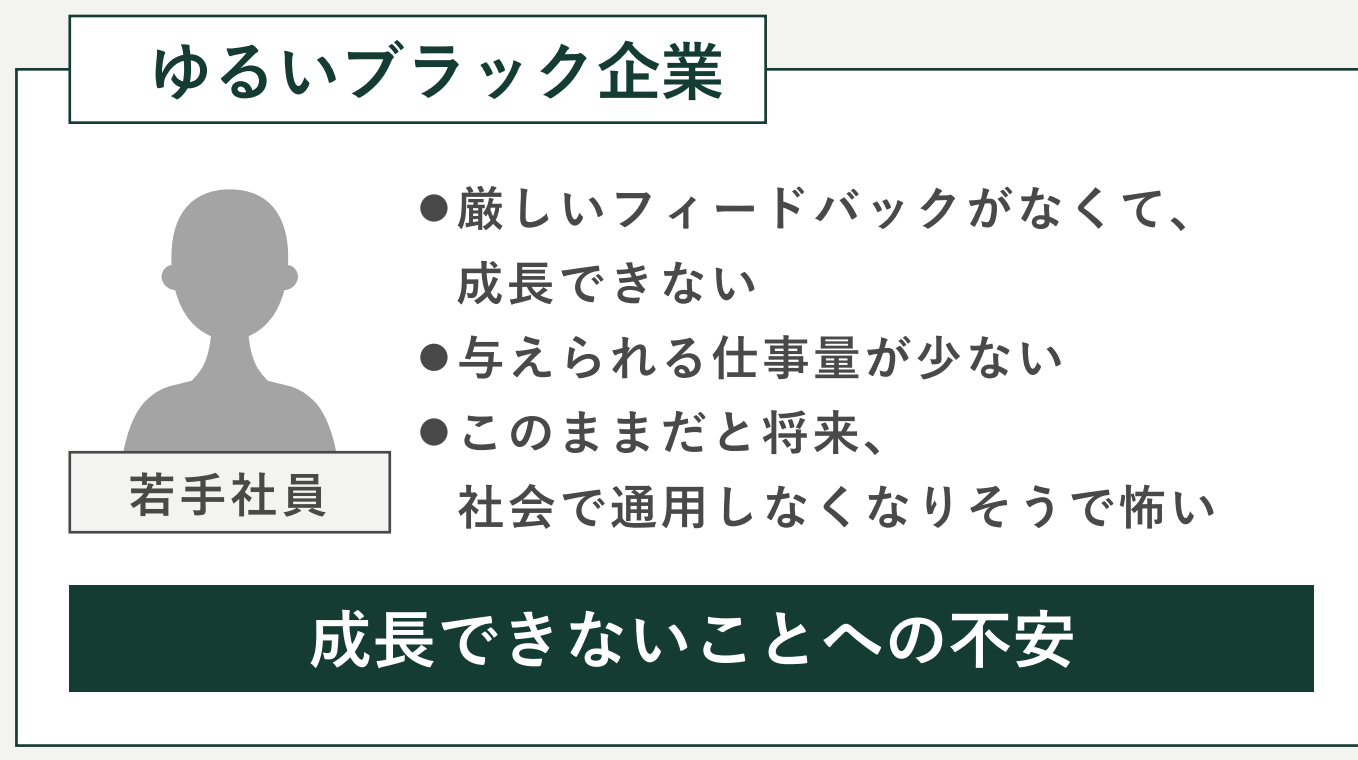 ゆるいブラック企業
●厳しいフィードバックがなくて、
成長できない
●与えられる仕事量が少ない
●このままだと将来、
社会で通用しなくなりそうで怖い
若手社員
成長できないことへの不安